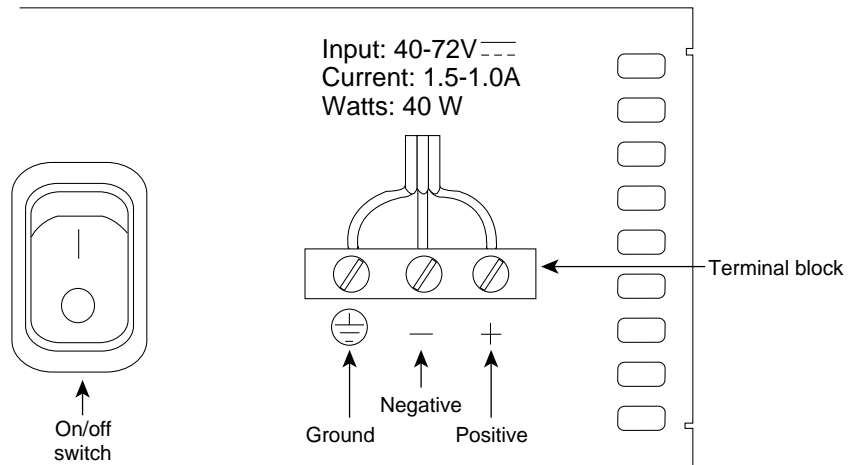 Input: 40-72V
Current: 1.5-1.0A
Watts: 40 W
Terminal block
Negative
On/off
switch
Ground
Positive